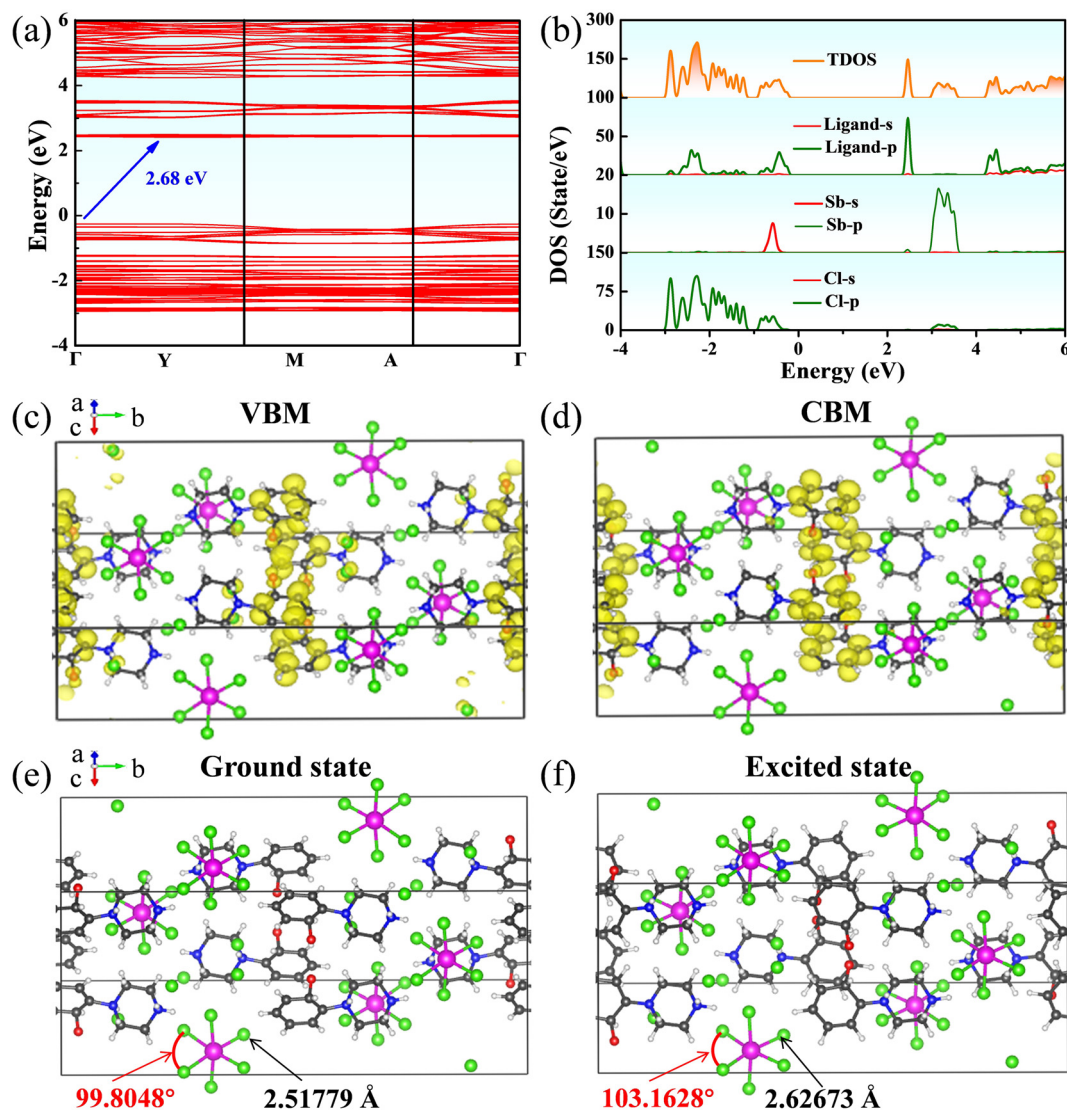 (a)
6
4
2
0
-2
-4
Energy (eV)
2.68 eV
Γ Y M A Γ
(b)
300
150
100
50
20
10
150
75
0
DOS (State/eV)
TDOS
Ligand-s
Ligand-p
Sb-s
Sb-p
Cl-s
Cl-p
-4 -2 0 2 4 6
Energy (eV)
(c)
a
b
c
VBM
(d)
CBM
(e)
a
b
c
Ground state
99.8048°
2.51779 Å
(f)
Excited state
103.1628°
2.62673 Å